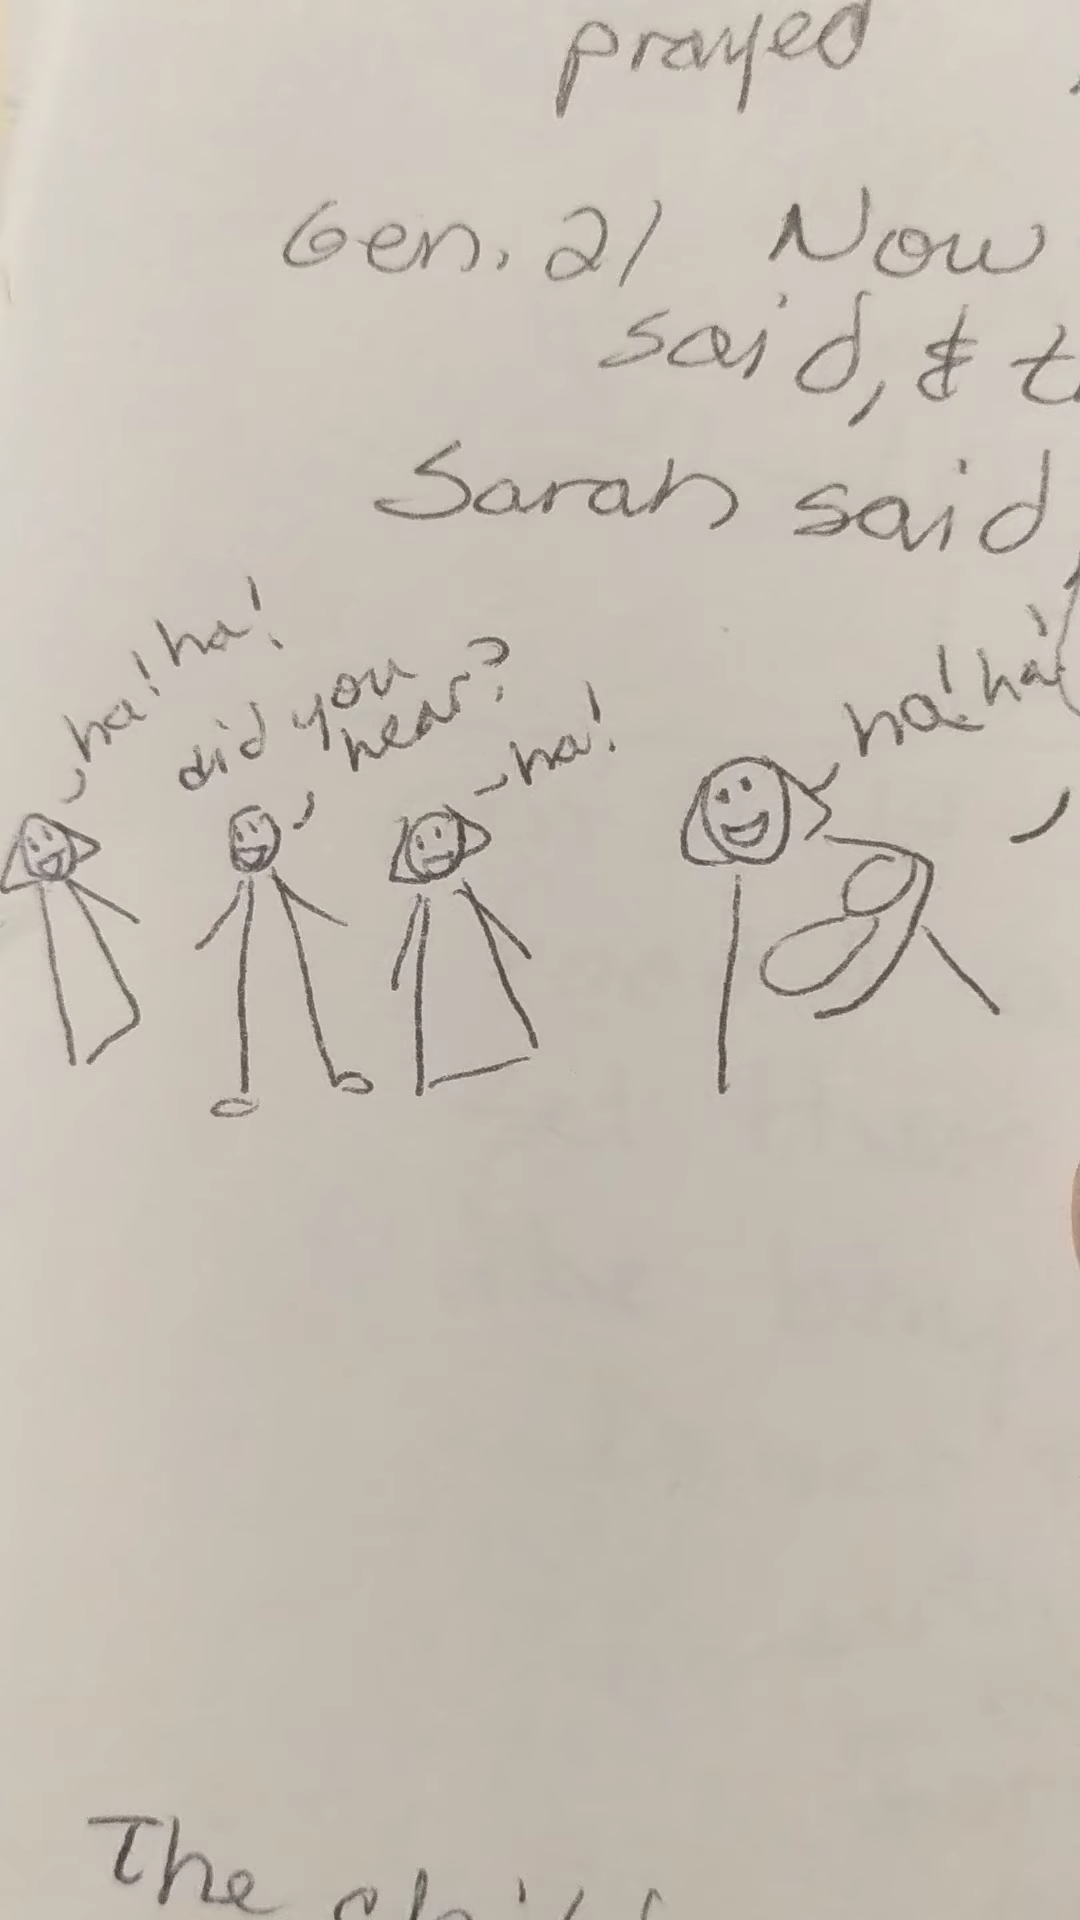 prayed
Gen. 21 Now
said, &
Sarah said,
ha! ha!
did you
hear?
ha!
ha! ha!
The